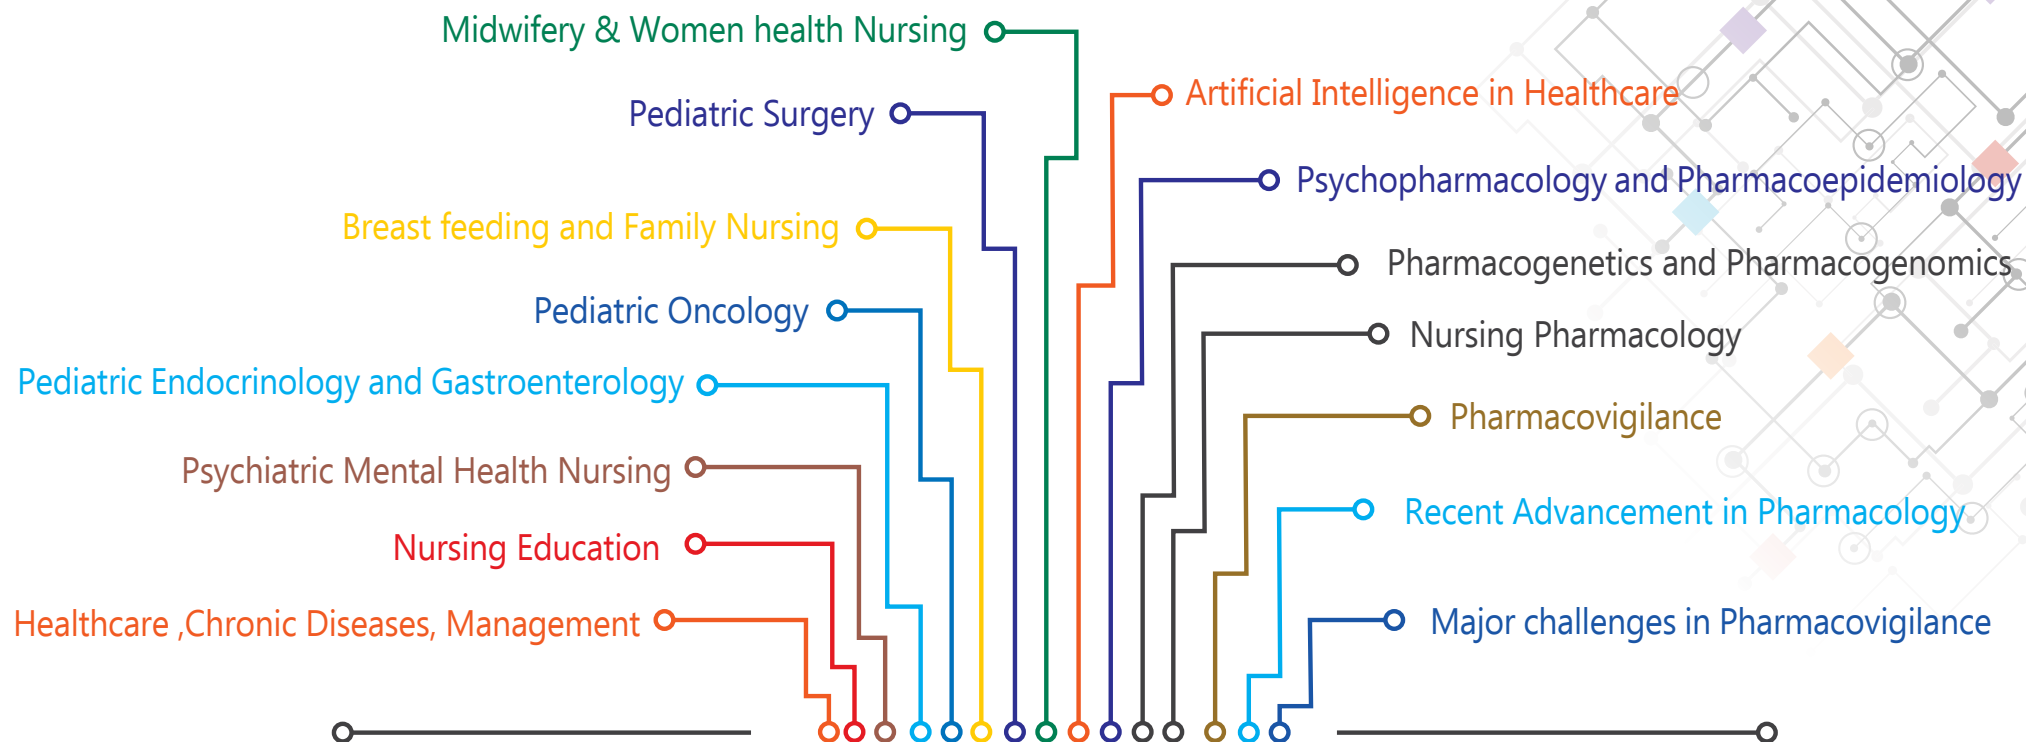 Midwifery & Women health Nursing
Pediatric Surgery
Breast feeding and Family Nursing
Pediatric Oncology
Pediatric Endocrinology and Gastroenterology
Psychiatric Mental Health Nursing
Nursing Education
Healthcare ,Chronic Diseases, Management
Artificial Intelligence in Healthcare
Psychopharmacology and Pharmacoepidemiology
Pharmacogenetics and Pharmacogenomics
Nursing Pharmacology
Pharmacovigilance
Recent Advancement in Pharmacology
Major challenges in Pharmacovigilance